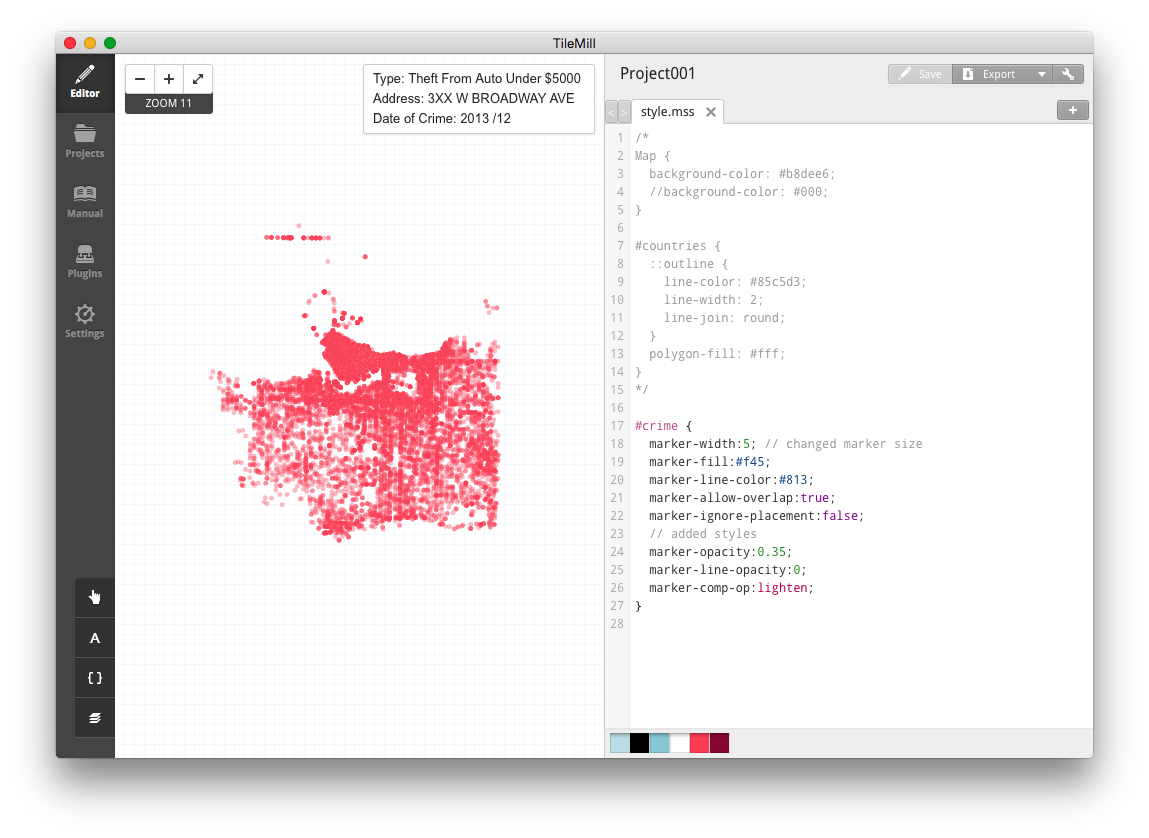 TileMill
Editor
Projects
Manual
Plugins
Settings
A
{}
− + 
ZOOM 11
Type: Theft From Auto Under $5000
Address: 3XX W BROADWAY AVE
Date of Crime: 2013 /12
Project001
Save
Export
< >
style.mss ×
+
1 /*
2 Map {
3   background-color: #b8dee6;
4   //background-color: #000;
5 }
6
7 #countries {
8   ::outline {
9     line-color: #85c5d3;
10     line-width: 2;
11     line-join: round;
12   }
13   polygon-fill: #fff;
14 }
15 */
16
17 #crime {
18   marker-width:5; // changed marker size
19   marker-fill:#f45;
20   marker-line-color:#813;
21   marker-allow-overlap:true;
22   marker-ignore-placement:false;
23   // added styles
24   marker-opacity:0.35;
25   marker-line-opacity:0;
26   marker-comp-op:lighten;
27 }
28